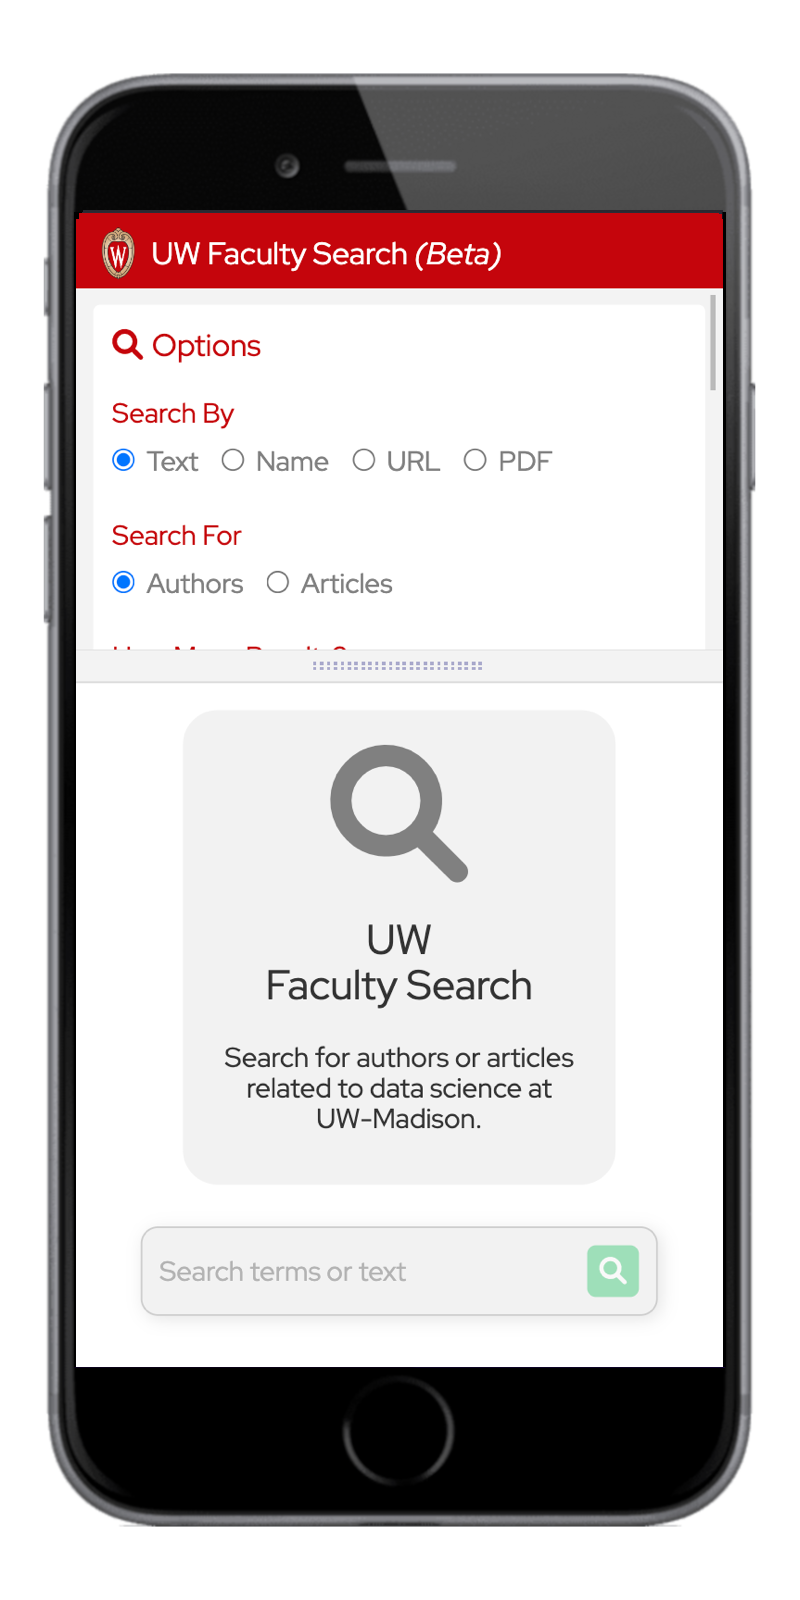 W UW Faculty Search (Beta)
Options
Search By
Text Name URL PDF
Search For
Authors Articles
UW
Faculty Search
Search for authors or articles
related to data science at
UW-Madison.
Search terms or text